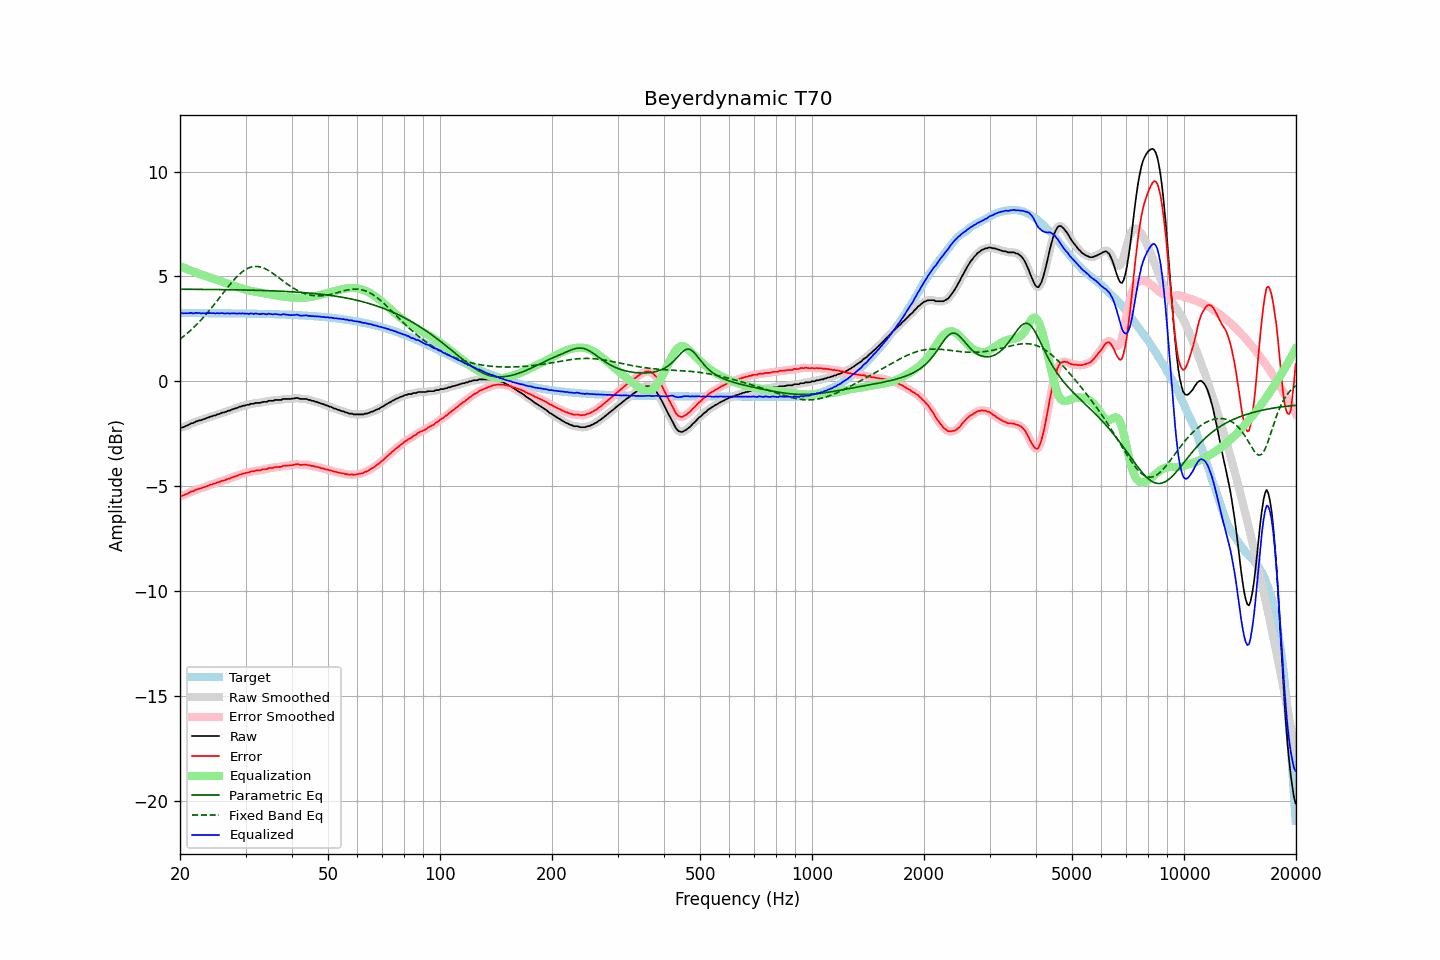 Beyerdynamic T70
Amplitude (dBr)
10
5
0
−5
−10
−15
−20
Target
Raw Smoothed
Error Smoothed
Raw
Error
Equalization
Parametric Eq
Fixed Band Eq
Equalized
20
50
100
200
500
1000
2000
5000
10000
20000
Frequency (Hz)